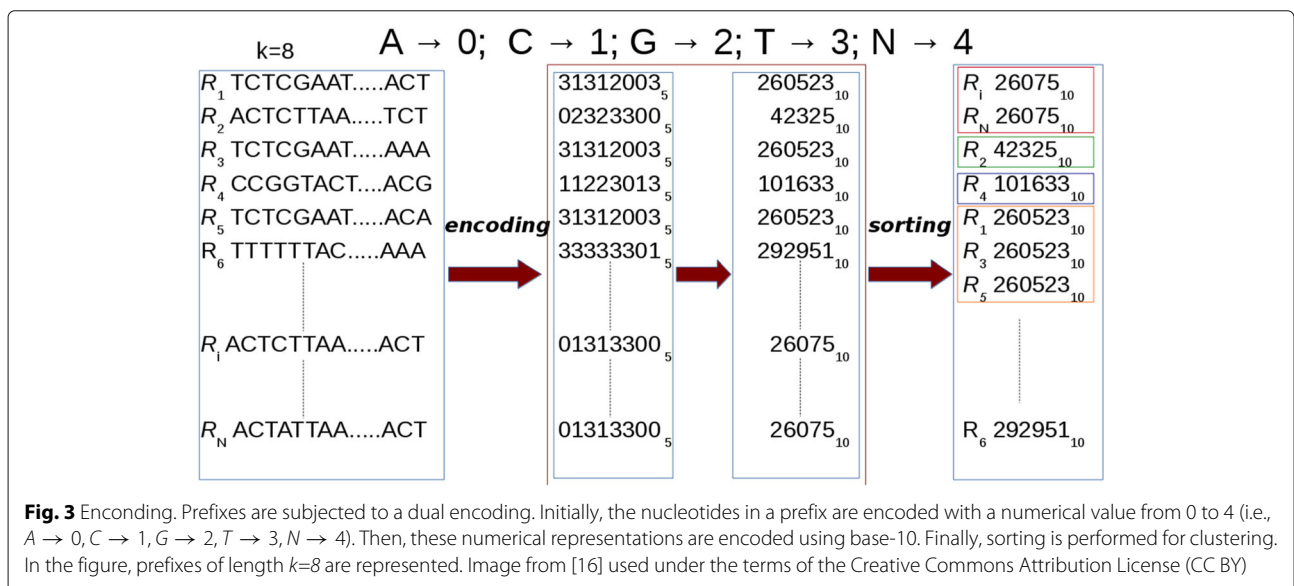 k=8 A → 0; C → 1; G → 2; T → 3; N → 4
R1 TCTCGAAT.....ACT 313120035 26052310 Ri 2607510
R2 ACTCTTAA.....TCT 023233005 4232510 RN 2607510
R3 TCTCGAAT.....AAA 313120035 26052310 R2 4232510
R4 CCGGTACT....ACG 112230135 10163310 R4 10163310
R5 TCTCGAAT.....ACA encoding 313120035 26052310 sorting R1 26052310
R6 TTTTTTAC.....AAA 333333015 29295110 R3 26052310
R5 26052310
Ri ACTCTTAA.....ACT 013133005 2607510
RN ACTATTAA.....ACT 013133005 2607510 R6 29295110
Fig. 3 Enconding. Prefixes are subjected to a dual encoding. Initially, the nucleotides in a prefix are encoded with a numerical value from 0 to 4 (i.e.,
A → 0, C → 1, G → 2, T → 3, N → 4). Then, these numerical representations are encoded using base-10. Finally, sorting is performed for clustering.
In the figure, prefixes of length k=8 are represented. Image from [16] used under the terms of the Creative Commons Attribution License (CC BY)